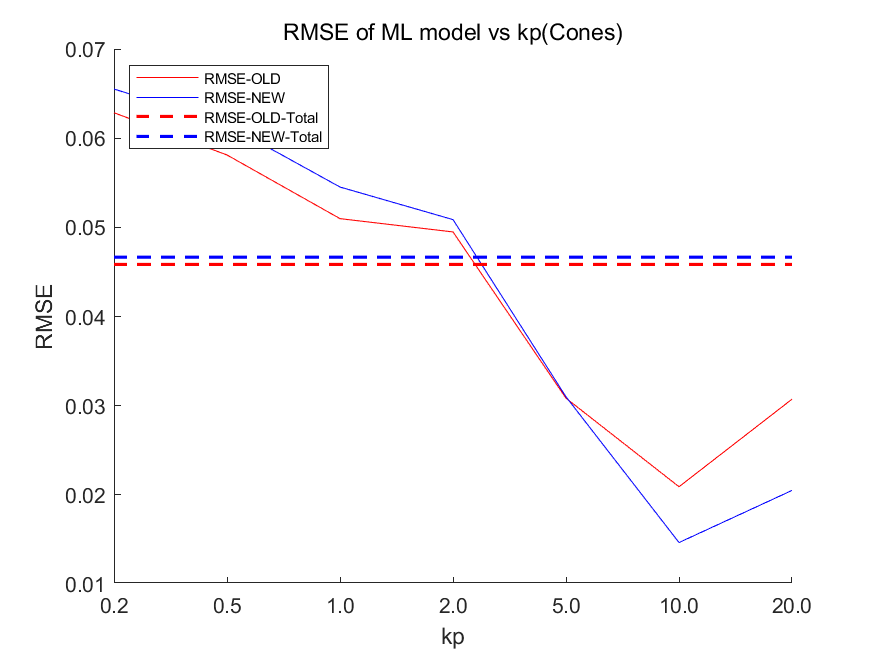 RMSE of ML model vs kp(Cones)
0.07
RMSE-OLD
RMSE-NEW
RMSE-OLD-Total
RMSE-NEW-Total
0.06
0.05
0.04
0.03
0.02
0.01
RMSE
0.2 0.5 1.0 2.0 5.0 10.0 20.0
kp